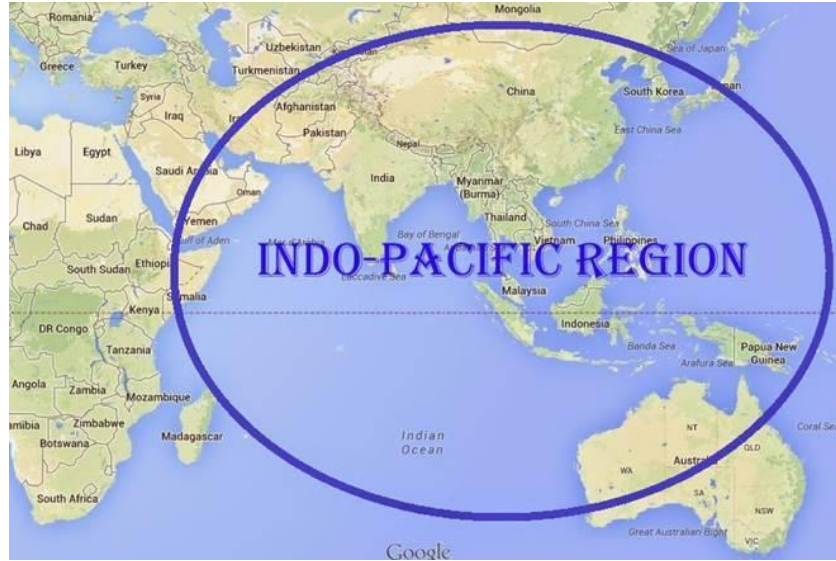 Romania
Mongolia
Uzbekistan
Sea of Japan
Greece
Turkey
Turkmenistan
China
South Korea
Syria
Afghanistan
Iraq
Pakistan
East China Sea
Nepal
Libya
Egypt
Saudi Arabia
India
Myanmar
(Burma)
Oman
Thailand
Chad
Sudan
Yemen
Gulf of Aden
Bay of Bengal
South China Sea
Vietnam
Philippines
INDO-PACIFIC REGION
South Sudan
Ethiopia
Laccadive Sea
Malaysia
Somalia
Kenya
Indonesia
DR Congo
Banda Sea
Papua New
Guinea
Tanzania
Arafura Sea
Angola
Zambia
Mozambique
Zimbabwe
Madagascar
Botswana
Indian
Ocean
NT
QLD
Coral Sea
Australia
WA
SA
South Africa
NSW
Great Australian Bight
VIC
Google